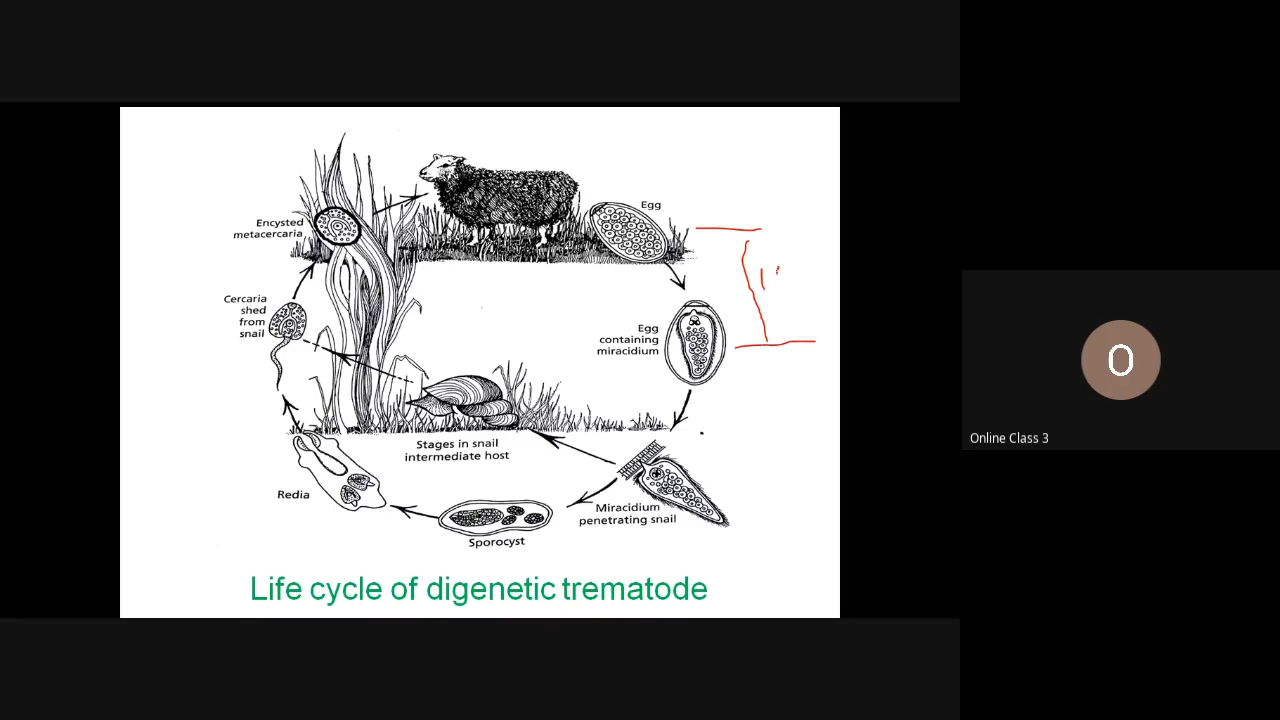 Egg
Encysted
metacercaria
Cercaria
shed
from
snail
Egg
containing
miracidium
Stages in snail
intermediate host
Redia
Miracidium
penetrating snail
Sporocyst
Life cycle of digenetic trematode
O
Online Class 3